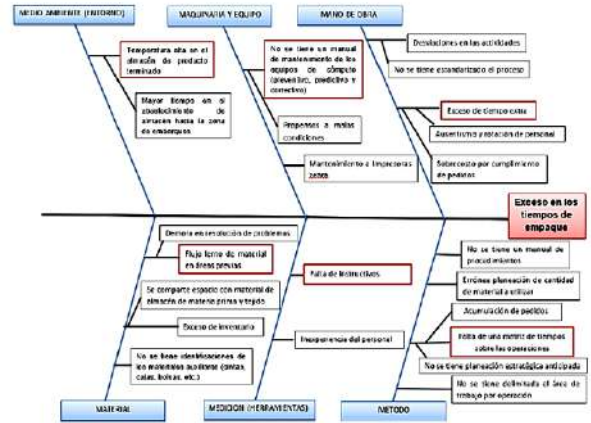 MEDIO AMBIENTE (ENTORNO)
MAQUINARIA Y EQUIPO
MANO DE OBRA
Temperatura alta en el
almacén de producto
terminado
Mayor tiempo en el
abastecimiento de
almacén hasta la zona
de embarques
No se tiene un manual
de mantenimiento de los
equipos de cómputo
(preventivo, predictivo y
correctivo)
Propensos a malas
condiciones
Mantenimiento a impresoras
zebra
Desviaciones en las actividades
No se tiene estandarizado el proceso
Exceso de tiempo extra
Ausentismo y rotación de personal
Sobrecosto por cumplimiento
de pedidos
Exceso en los
tiempos de
empaque
Demora en resolución de problemas
Flujo lento de material
en áreas previas
Se comparte espacio con material de
almacén de materia prima y tejido
Exceso de inventario
No se tiene identificaciones de
los materiales auxiliares (cintas,
cajas, bolsas, etc.)
Falta de instructivos
Inexperiencia del personal
No se tiene un manual de
procedimientos
Errónea planeación de cantidad
de material a utilizar
Acumulación de pedidos
Falta de una matriz de tiempos
sobre las operaciones
No se tiene planeación estratégica anticipada
No se tiene delimitada el área de
trabajo por operación
MATERIAL
MEDICION (HERRAMIENTAS)
METODO